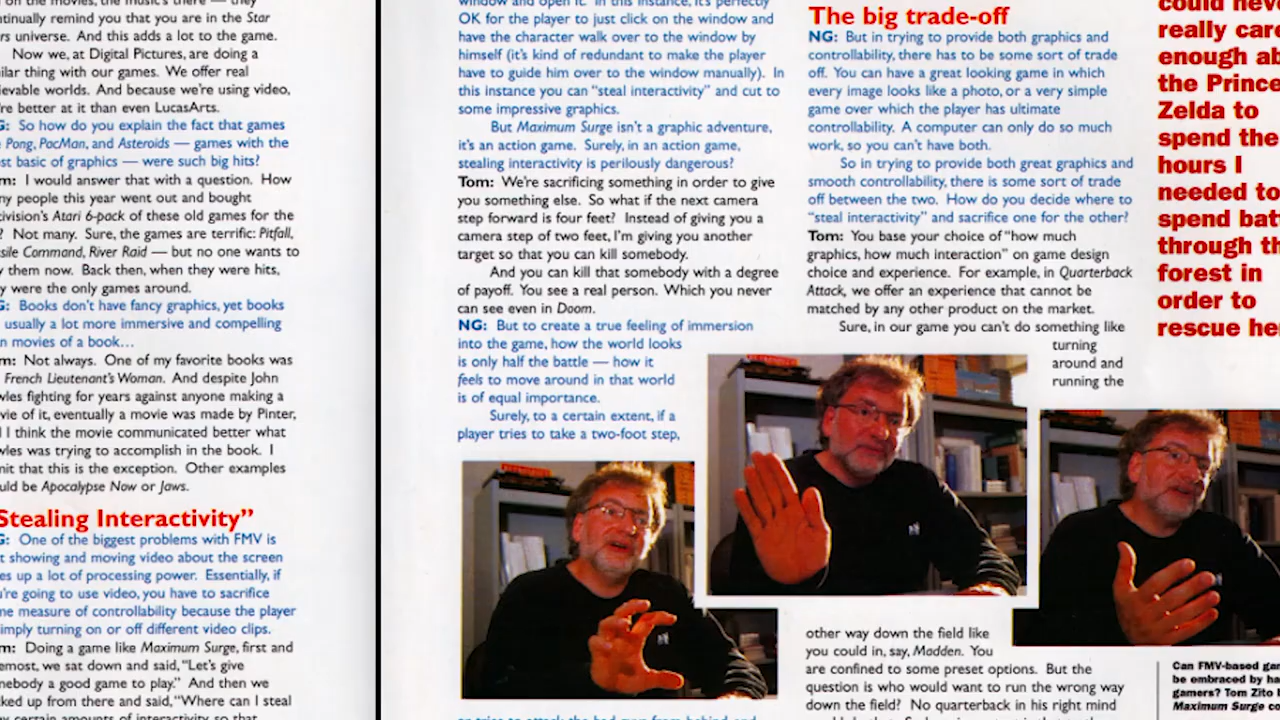 tinually remind you that you are in the Star
universe. And this adds a lot to the game.
Now we, at Digital Pictures, are doing a
thing with our games. We offer real
worlds. And because we're using video,
better at it than even LucasArts.
So how do you explain the fact that games
Pong, PacMan, and Asteroids — games with the
basic of graphics — were such big hits?
I would answer that with a question. How
people this year went out and bought
Atari 6-pack of these old games for the
? Not many. Sure, the games are terrific: Pitfall,
Command, River Raid — but no one wants to
them now. Back then, when they were hits,
were the only games around.
Books don't have fancy graphics, yet books
usually a lot more immersive and compelling
movies of a book…
Not always. One of my favorite books was
French Lieutenant's Woman. And despite John
fighting for years against anyone making a
of it, eventually a movie was made by Pinter,
I think the movie communicated better what
was trying to accomplish in the book. I
that this is the exception. Other examples
be Apocalypse Now or Jaws.
Stealing Interactivity”
One of the biggest problems with FMV is
showing and moving video about the screen
up a lot of processing power. Essentially, if
going to use video, you have to sacrifice
measure of controllability because the player
turning on or off different video clips.
Doing a game like Maximum Surge, first and
we sat down and said, “Let's give
a good game to play.” And then we
up from there and said, “Where can I steal
certain amounts of interactivity so that
window and open it. In this instance, it's perfectly
OK for the player to just click on the window and
have the character walk over to the window by
himself (it's kind of redundant to make the player
have to guide him over to the window manually). In
this instance you can “steal interactivity” and cut to
some impressive graphics.
But Maximum Surge isn't a graphic adventure,
it's an action game. Surely, in an action game,
stealing interactivity is perilously dangerous?
Tom: We're sacrificing something in order to give
you something else. So what if the next camera
step forward is four feet? Instead of giving you a
camera step of two feet, I'm giving you another
target so that you can kill somebody.
And you can kill that somebody with a degree
of payoff. You see a real person. Which you never
can see even in Doom.
NG: But to create a true feeling of immersion
into the game, how the world looks
is only half the battle — how it
feels to move around in that world
is of equal importance.
Surely, to a certain extent, if a
player tries to take a two-foot step,
or tries to attack the bad guy from behind and
The big trade-off
NG: But in trying to provide both graphics and
controllability, there has to be some sort of trade
off. You can have a great looking game in which
every image looks like a photo, or a very simple
game over which the player has ultimate
controllability. A computer can only do so much
work, so you can't have both.
So in trying to provide both great graphics and
smooth controllability, there is some sort of trade
off between the two. How do you decide where to
“steal interactivity” and sacrifice one for the other?
Tom: You base your choice of “how much
graphics, how much interaction” on game design
choice and experience. For example, in Quarterback
Attack, we offer an experience that cannot be
matched by any other product on the market.
Sure, in our game you can't do something like
turning
around and
running the
other way down the field like
you could in, say, Madden. You
are confined to some preset options. But the
question is who would want to run the wrong way
down the field? No quarterback in his right mind
could never
really care
enough
the
Zelda to
spend the
hours I
needed to
spend
through
forest in
order to
rescue
Can FMV-based
be embraced by
gamers? Tom Zito
Maximum Surge